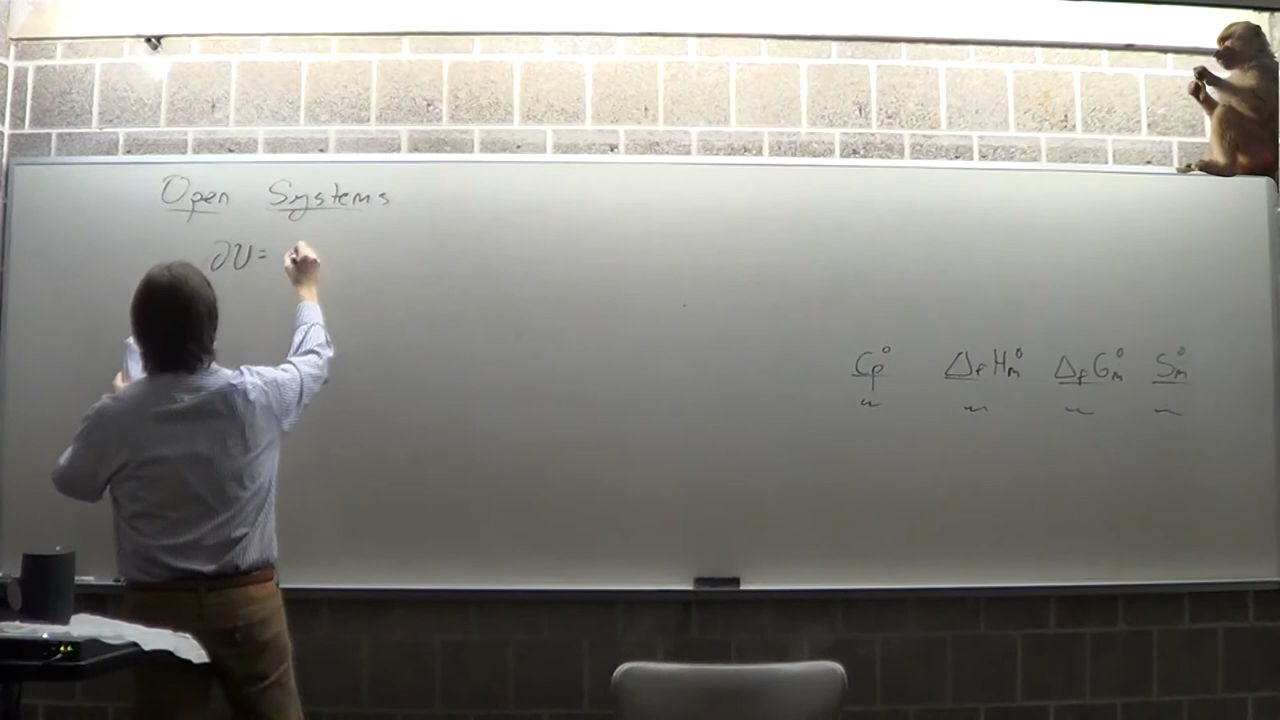 Open Systems
∂U =
Cp° ΔfHm° ΔfGm° Sm°